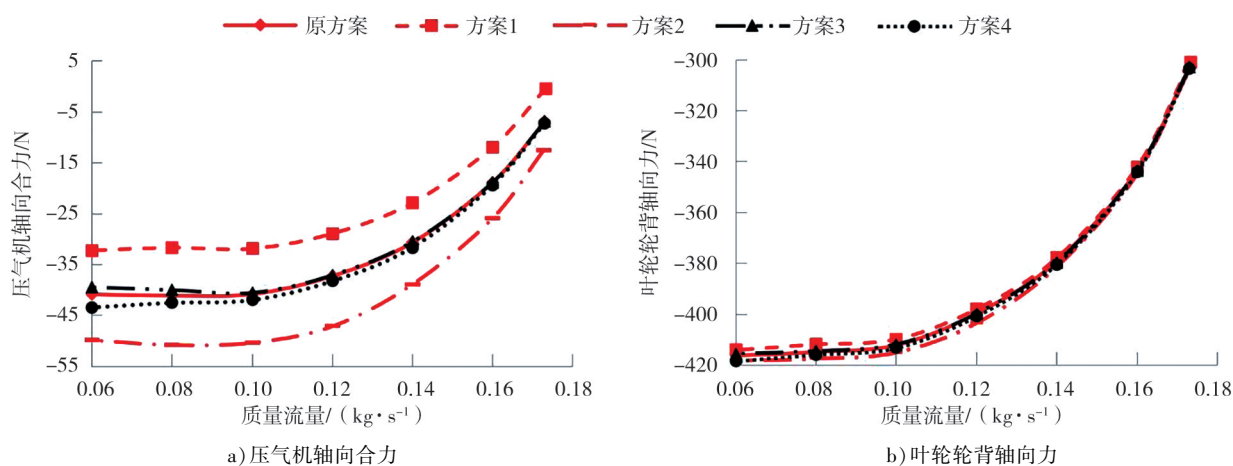 原方案 方案1 方案2 方案3 方案4
压气机轴向合力/N
5
-5
-15
-25
-35
-45
-55
0.06 0.08 0.10 0.12 0.14 0.16 0.18
质量流量/（kg·s⁻¹）
a)压气机轴向合力
叶轮轮背轴向力/N
-300
-320
-340
-360
-380
-400
-420
0.06 0.08 0.10 0.12 0.14 0.16 0.18
质量流量/（kg·s⁻¹）
b)叶轮轮背轴向力